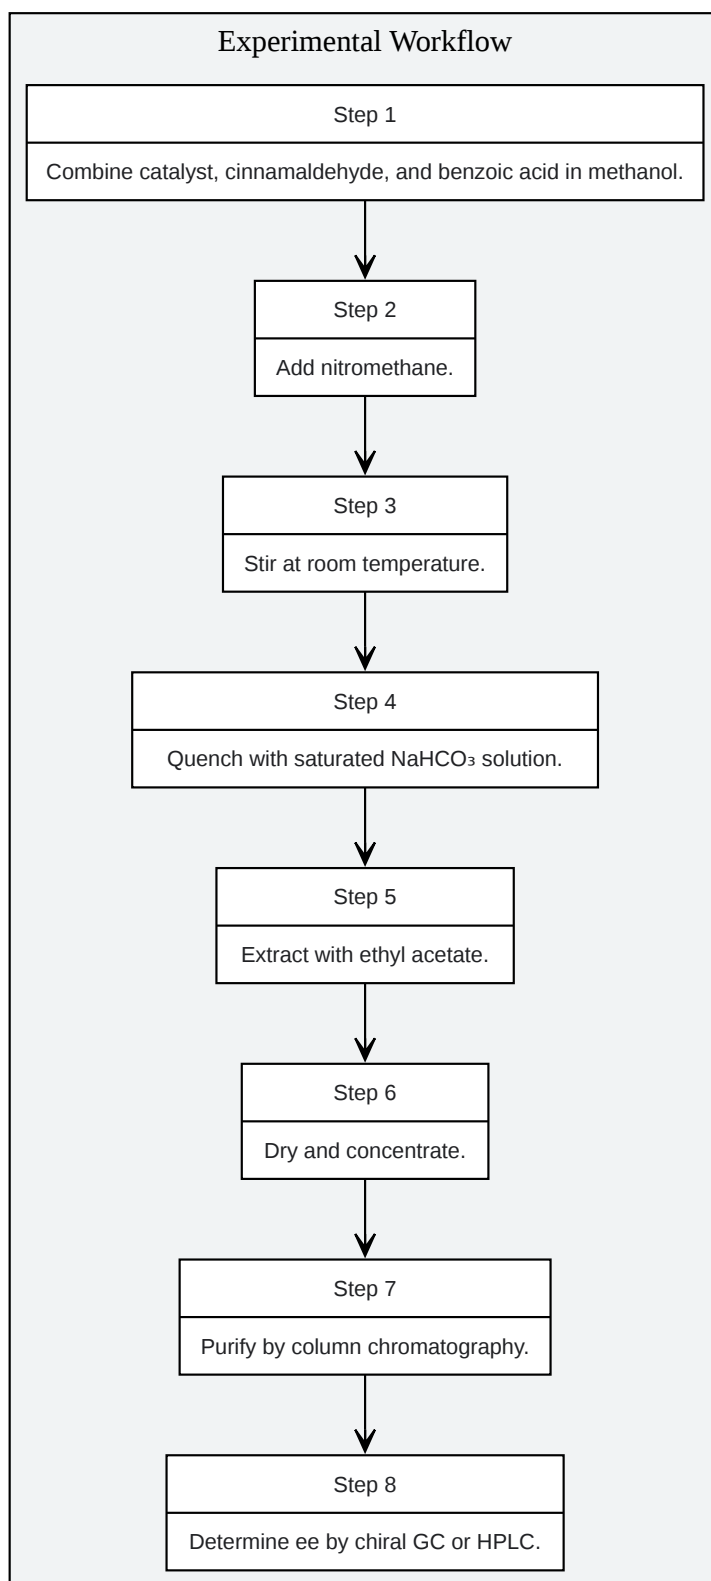 Experimental Workflow
Step 1
Combine catalyst, cinnamaldehyde, and benzoic acid in methanol.
Step 2
Add nitromethane.
Step 3
Stir at room temperature.
Step 4
Quench with saturated NaHCO₃ solution.
Step 5
Extract with ethyl acetate.
Step 6
Dry and concentrate.
Step 7
Purify by column chromatography.
Step 8
Determine ee by chiral GC or HPLC.